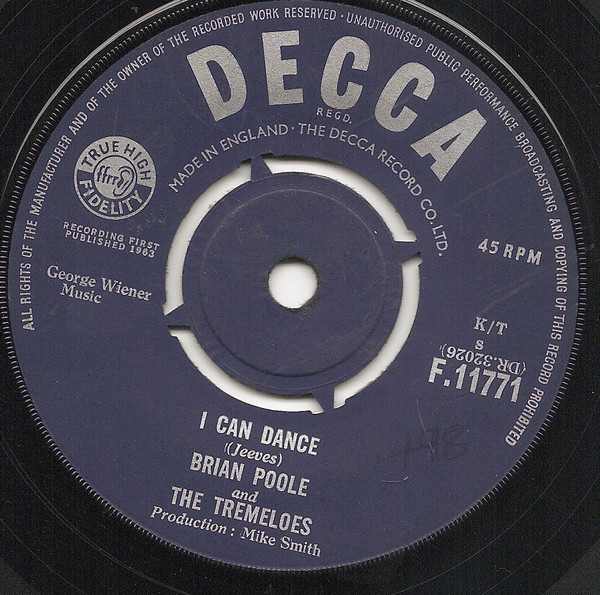 ALL RIGHTS OF THE MANUFACTURER AND OF THE OWNER OF THE RECORDED WORK RESERVED · UNAUTHORISED PUBLIC PERFORMANCE BROADCASTING AND COPYING OF THIS RECORD PROHIBITED
DECCA
REGD.
MADE IN ENGLAND · THE DECCA RECORD CO. LTD.
TRUE HIGH
ffrr
FIDELITY
RECORDING FIRST
PUBLISHED 1963
George Wiener
Music
45 RPM
K/T
S
(DR.32026)
F.11771
I CAN DANCE
(Jeeves)
BRIAN POOLE
and
THE TREMELOES
Production : Mike Smith
1498